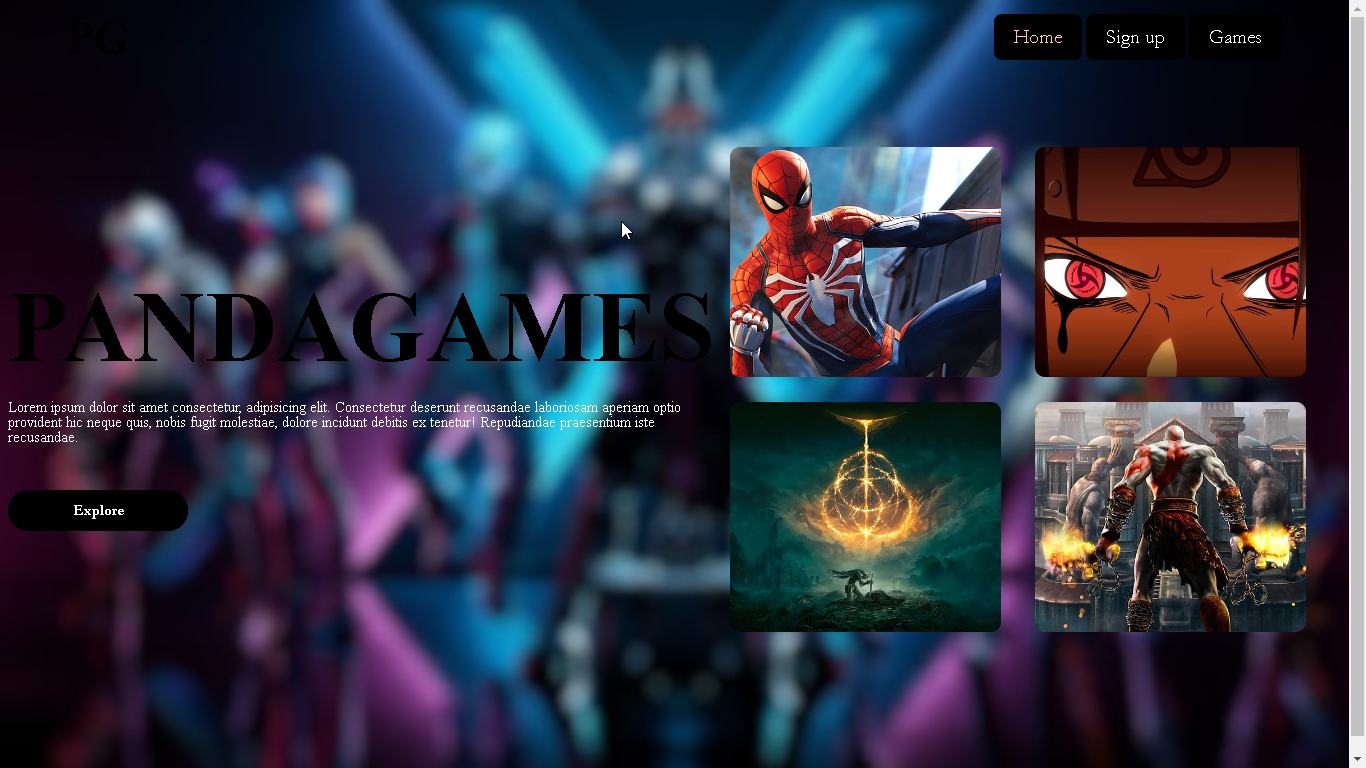 PG
Home
Sign up
Games
PANDAGAMES
Lorem ipsum dolor sit amet consectetur, adipisicing elit. Consectetur deserunt recusandae laboriosam aperiam optio
provident hic neque quis, nobis fugit molestiae, dolore incidunt debitis ex tenetur! Repudiandae praesentium iste
recusandae.
Explore